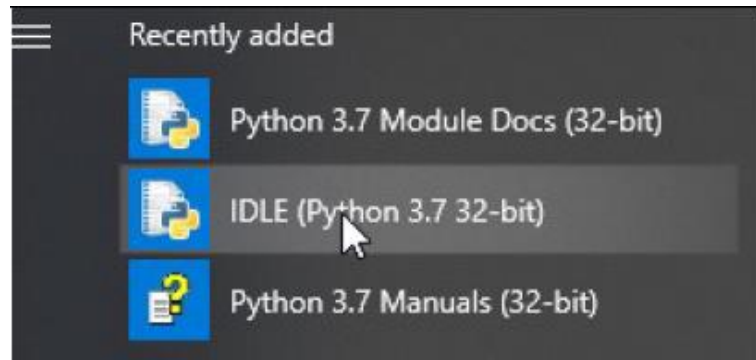 Recently added
Python 3.7 Module Docs (32-bit)
IDLE (Python 3.7 32-bit)
Python 3.7 Manuals (32-bit)